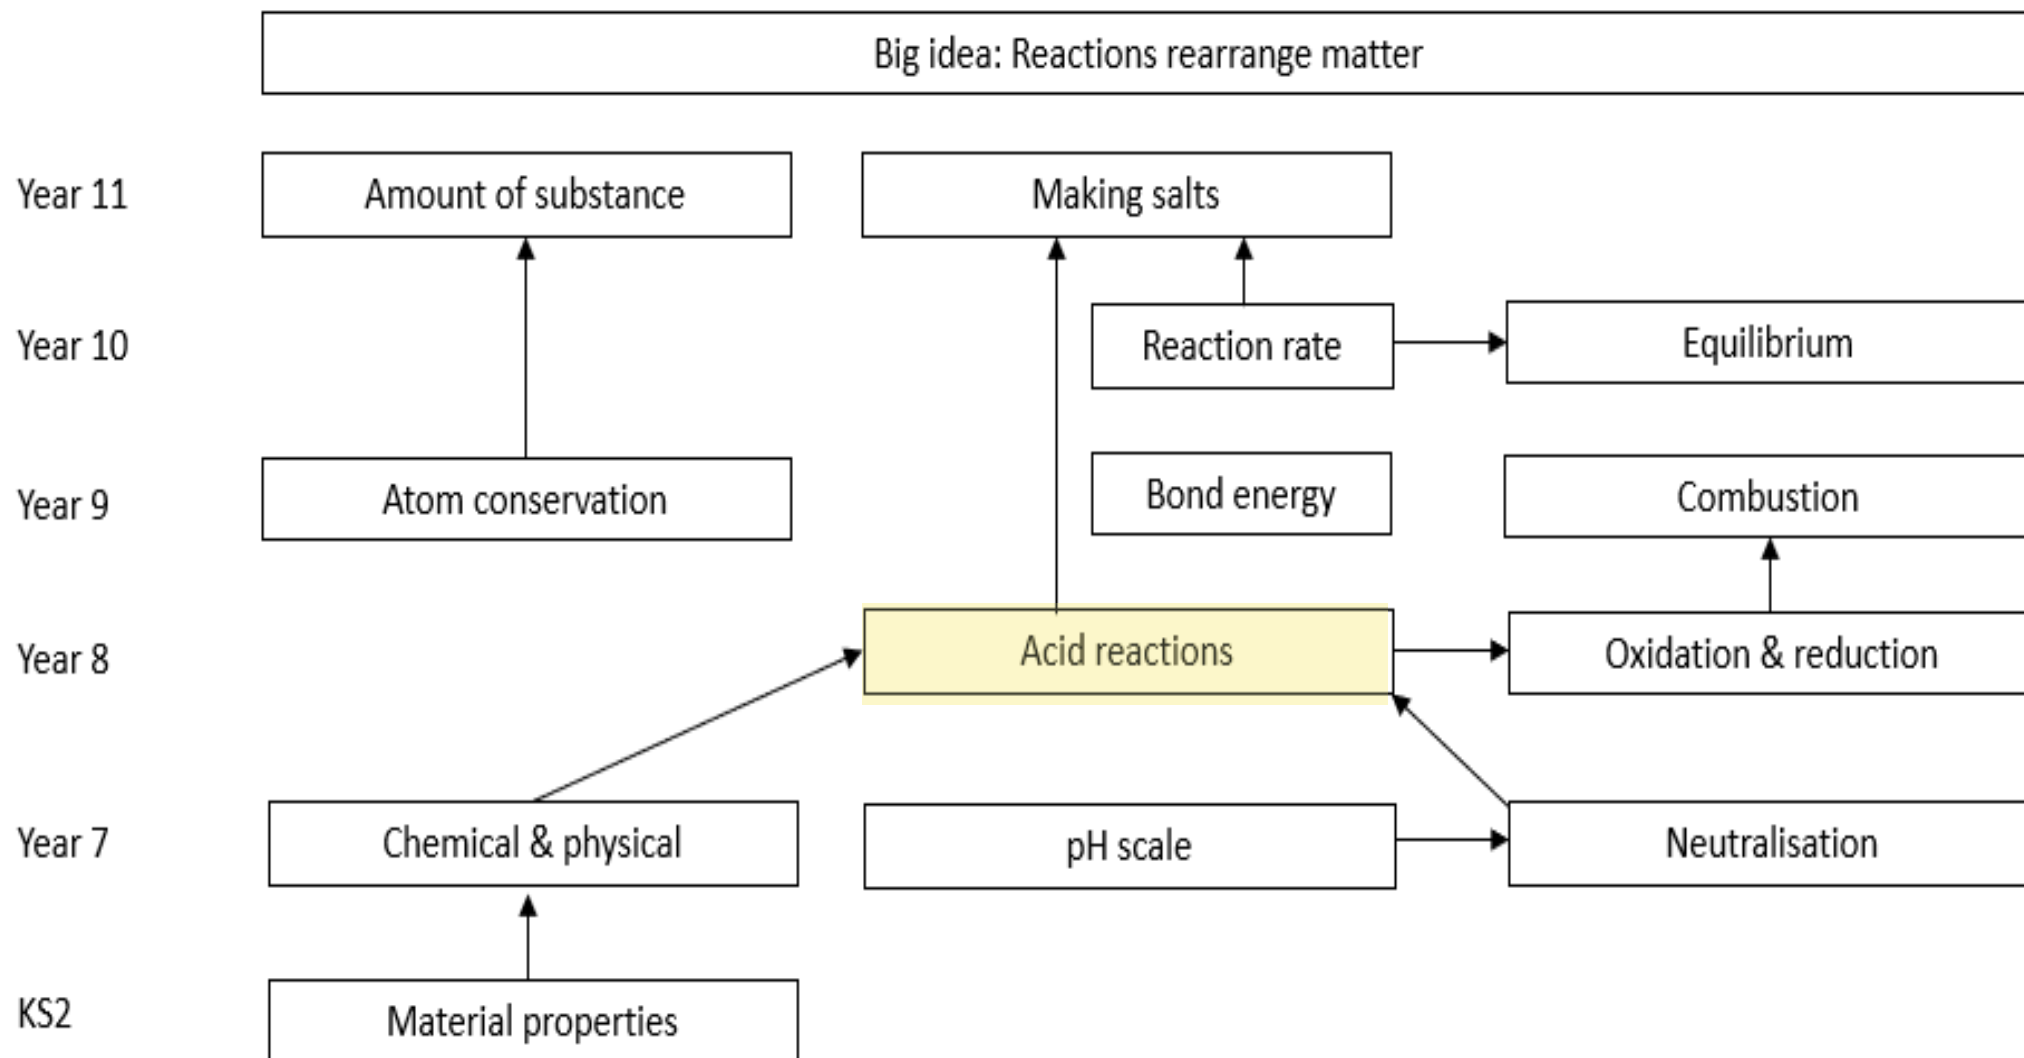 Big idea: Reactions rearrange matter
Year 11
Amount of substance
Making salts
Year 10
Reaction rate
Equilibrium
Year 9
Atom conservation
Bond energy
Combustion
Year 8
Acid reactions
Oxidation & reduction
Year 7
Chemical & physical
pH scale
Neutralisation
KS2
Material properties